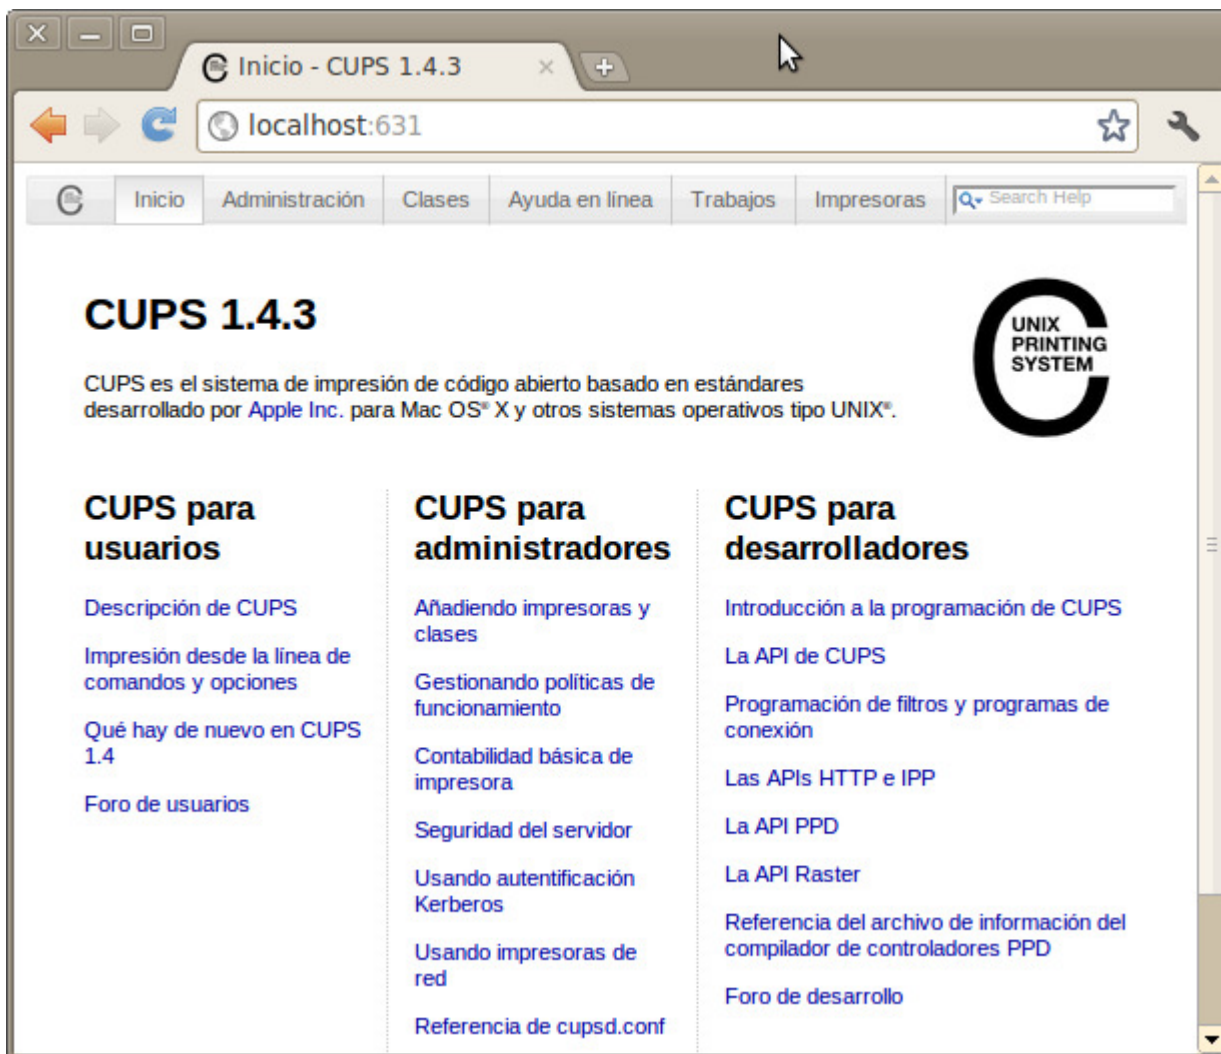 Inicio - CUPS 1.4.3
localhost:631
Inicio Administración Clases Ayuda en línea Trabajos Impresoras Search Help
CUPS 1.4.3
UNIX
PRINTING
SYSTEM
CUPS es el sistema de impresión de código abierto basado en estándares
desarrollado por Apple Inc. para Mac OS® X y otros sistemas operativos tipo UNIX®.
CUPS para
usuarios
Descripción de CUPS
Impresión desde la línea de
comandos y opciones
Qué hay de nuevo en CUPS
1.4
Foro de usuarios
CUPS para
administradores
Añadiendo impresoras y
clases
Gestionando políticas de
funcionamiento
Contabilidad básica de
impresora
Seguridad del servidor
Usando autentificación
Kerberos
Usando impresoras de
red
Referencia de cupsd.conf
CUPS para
desarrolladores
Introducción a la programación de CUPS
La API de CUPS
Programación de filtros y programas de
conexión
Las APIs HTTP e IPP
La API PPD
La API Raster
Referencia del archivo de información del
compilador de controladores PPD
Foro de desarrollo